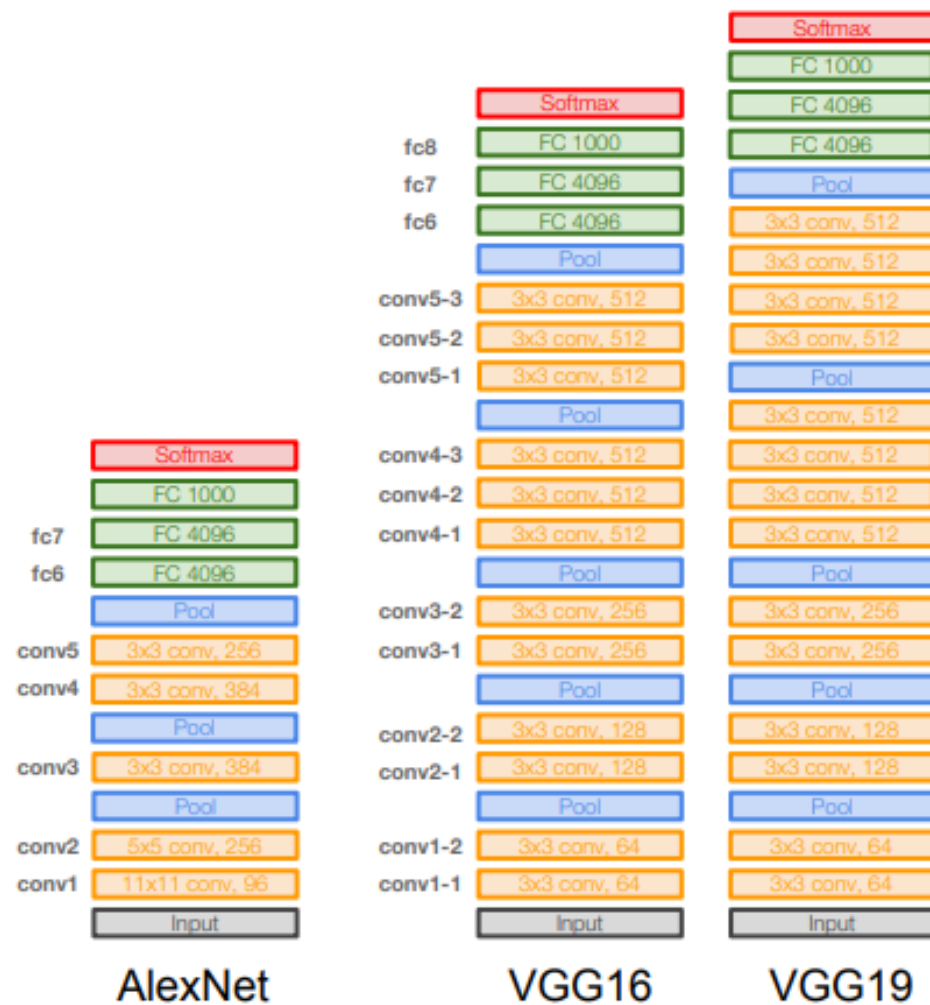 Softmax
FC 1000
fc7 FC 4096
fc6 FC 4096
Pool
conv5 3x3 conv, 256
conv4 3x3 conv, 384
Pool
conv3 3x3 conv, 384
Pool
conv2 5x5 conv, 256
conv1 11x11 conv, 96
Input
AlexNet
Softmax
fc8 FC 1000
fc7 FC 4096
fc6 FC 4096
Pool
conv5-3 3x3 conv, 512
conv5-2 3x3 conv, 512
conv5-1 3x3 conv, 512
Pool
conv4-3 3x3 conv, 512
conv4-2 3x3 conv, 512
conv4-1 3x3 conv, 512
Pool
conv3-2 3x3 conv, 256
conv3-1 3x3 conv, 256
Pool
conv2-2 3x3 conv, 128
conv2-1 3x3 conv, 128
Pool
conv1-2 3x3 conv, 64
conv1-1 3x3 conv, 64
Input
VGG16
Softmax
FC 1000
FC 4096
FC 4096
Pool
3x3 conv, 512
3x3 conv, 512
3x3 conv, 512
3x3 conv, 512
Pool
3x3 conv, 512
3x3 conv, 512
3x3 conv, 512
3x3 conv, 512
Pool
3x3 conv, 256
3x3 conv, 256
Pool
3x3 conv, 128
3x3 conv, 128
Pool
3x3 conv, 64
3x3 conv, 64
Input
VGG19